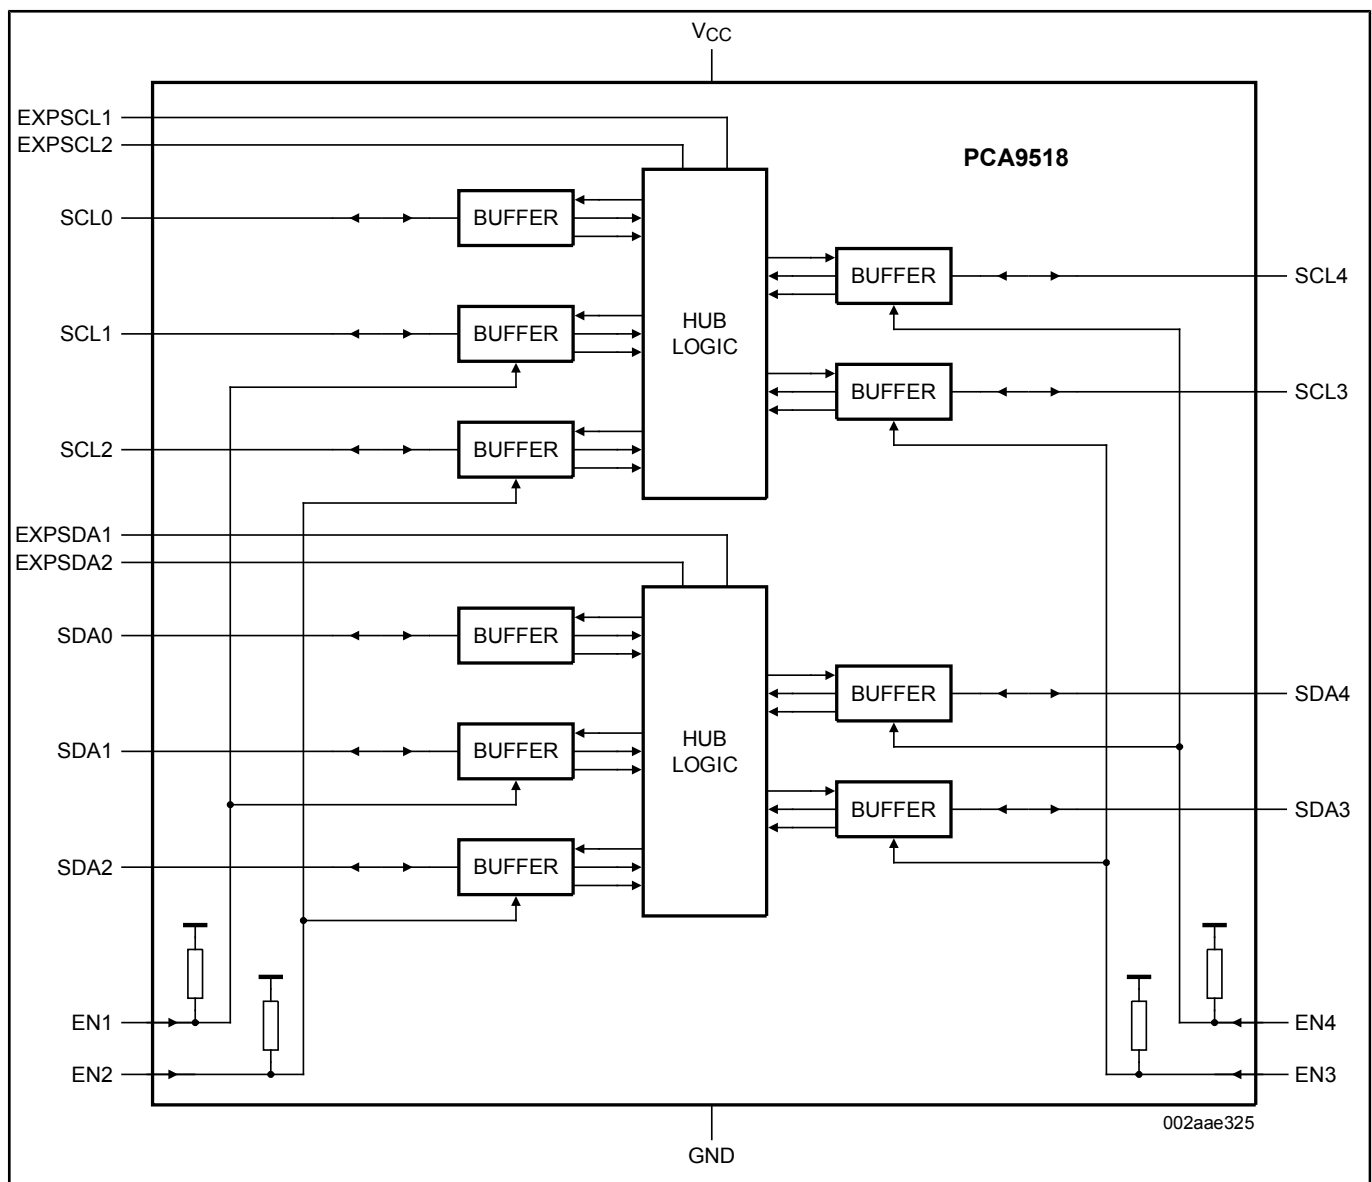 VCC
EXPSCL1
EXPSCL2
PCA9518
SCL0
BUFFER
SCL1
BUFFER
SCL2
BUFFER
HUB
LOGIC
BUFFER
SCL4
BUFFER
SCL3
EXPSDA1
EXPSDA2
SDA0
BUFFER
SDA1
BUFFER
SDA2
BUFFER
HUB
LOGIC
BUFFER
SDA4
BUFFER
SDA3
EN1
EN2
EN4
EN3
002aae325
GND